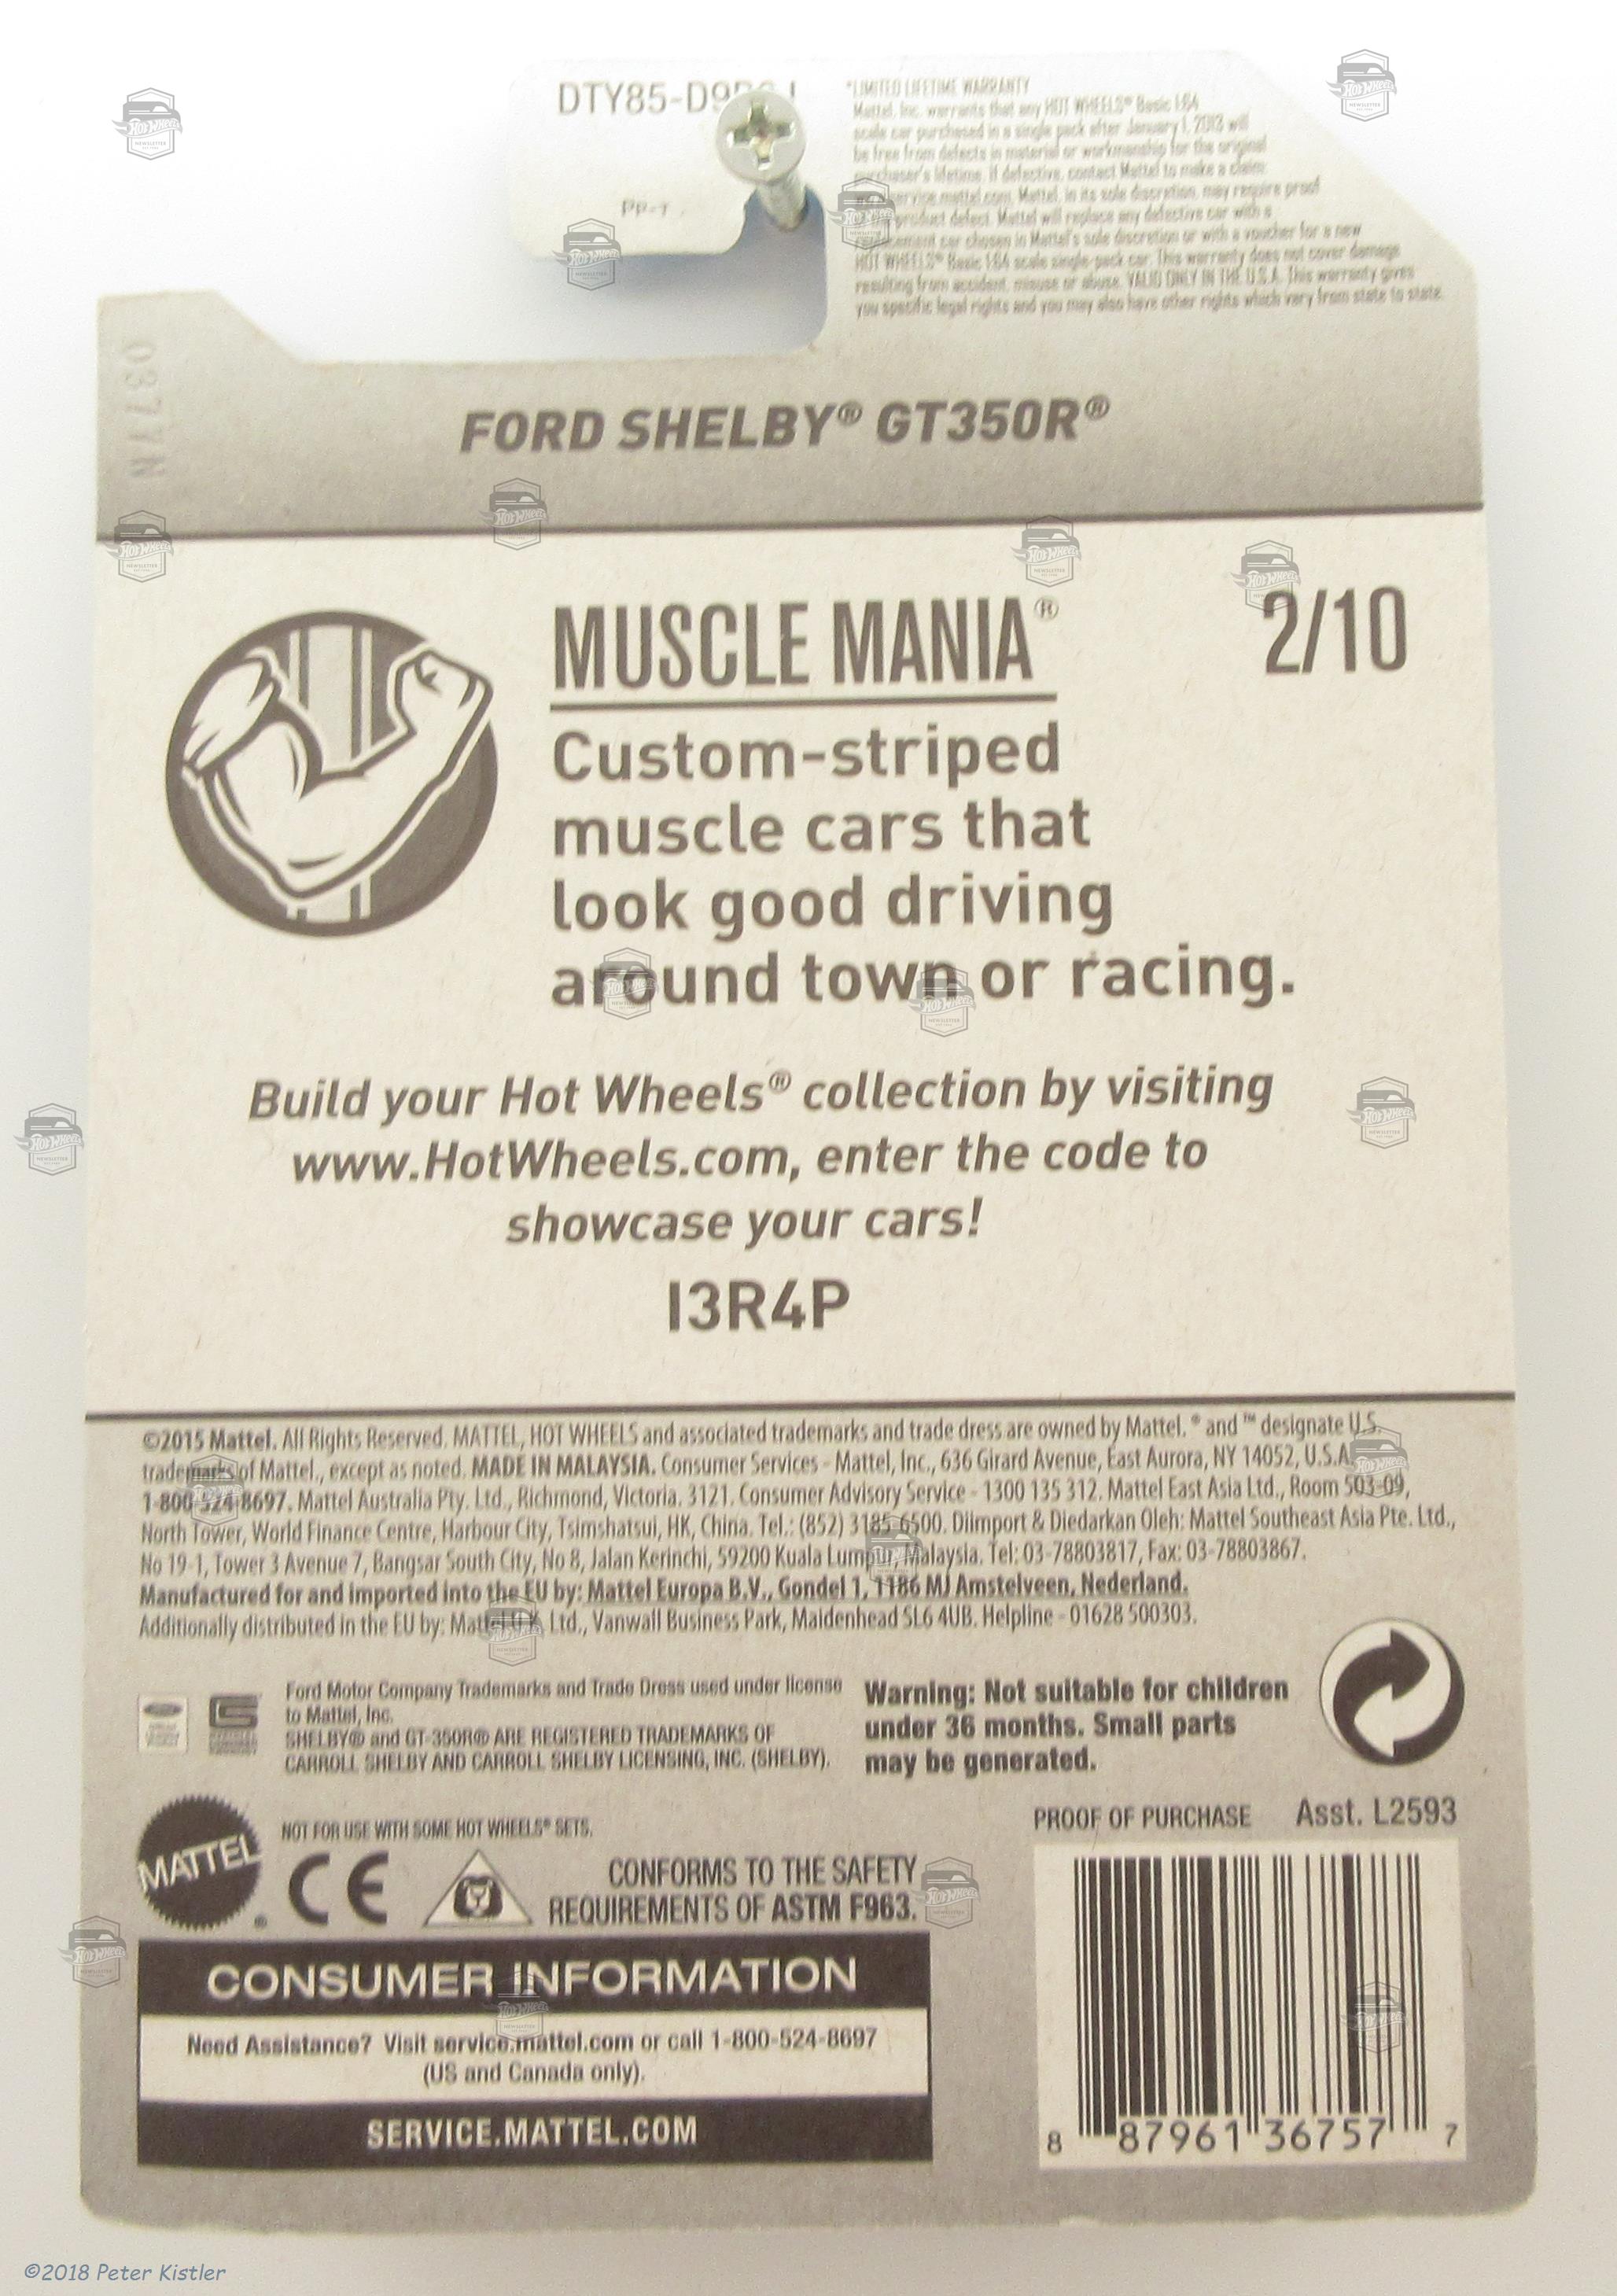 DTY85-D9
PP-T
*LIMITED LIFETIME WARRANTY
Mattel, Inc. warrants that any HOT WHEELS® Basic 1:64
scale car purchased in a single pack after January 1, 2013 will
be free from defects in material or workmanship for the original
purchaser's lifetime. If defective, contact Mattel to make a claim:
service.mattel.com. Mattel, in its sole discretion, may require proof
product defect. Mattel will replace any defective car with a
replacement car chosen in Mattel's sole discretion or with a voucher for a new
HOT WHEELS® Basic 1:64 scale single-pack car. This warranty does not cover damage
resulting from accident, misuse or abuse. VALID ONLY IN THE U.S.A. This warranty gives
you specific legal rights and you may also have other rights which vary from state to state.
0377N
FORD SHELBY® GT350R®
MUSCLE MANIA®
2/10
Custom-striped
muscle cars that
look good driving
around town or racing.
Build your Hot Wheels® collection by visiting
www.HotWheels.com, enter the code to
showcase your cars!
I3R4P
©2015 Mattel. All Rights Reserved. MATTEL, HOT WHEELS and associated trademarks and trade dress are owned by Mattel. ® and ™ designate U.S.
trademarks of Mattel., except as noted. MADE IN MALAYSIA. Consumer Services - Mattel, Inc., 636 Girard Avenue, East Aurora, NY 14052, U.S.A.
1-800-524-8697. Mattel Australia Pty. Ltd., Richmond, Victoria. 3121. Consumer Advisory Service - 1300 135 312. Mattel East Asia Ltd., Room 503-09,
North Tower, World Finance Centre, Harbour City, Tsimshatsui, HK, China. Tel.: (852) 3185-6500. Diimport & Diedarkan Oleh: Mattel Southeast Asia Pte. Ltd.,
No 19-1, Tower 3 Avenue 7, Bangsar South City, No 8, Jalan Kerinchi, 59200 Kuala Lumpur, Malaysia. Tel: 03-78803817, Fax: 03-78803867.
Manufactured for and imported into the EU by: Mattel Europa B.V., Gondel 1, 1186 MJ Amstelveen, Nederland.
Additionally distributed in the EU by: Mattel U.K. Ltd., Vanwall Business Park, Maidenhead SL6 4UB. Helpline - 01628 500303.
Ford Motor Company Trademarks and Trade Dress used under license
to Mattel, Inc.
SHELBY® and GT-350R® ARE REGISTERED TRADEMARKS OF
CARROLL SHELBY AND CARROLL SHELBY LICENSING, INC. (SHELBY).
Warning: Not suitable for children
under 36 months. Small parts
may be generated.
PROOF OF PURCHASE Asst. L2593
MATTEL®
NOT FOR USE WITH SOME HOT WHEELS® SETS.
CE
CONFORMS TO THE SAFETY
REQUIREMENTS OF ASTM F963.
CONSUMER INFORMATION
Need Assistance? Visit service.mattel.com or call 1-800-524-8697
(US and Canada only).
SERVICE.MATTEL.COM
8 87961 36757 7
©2018 Peter Kistler